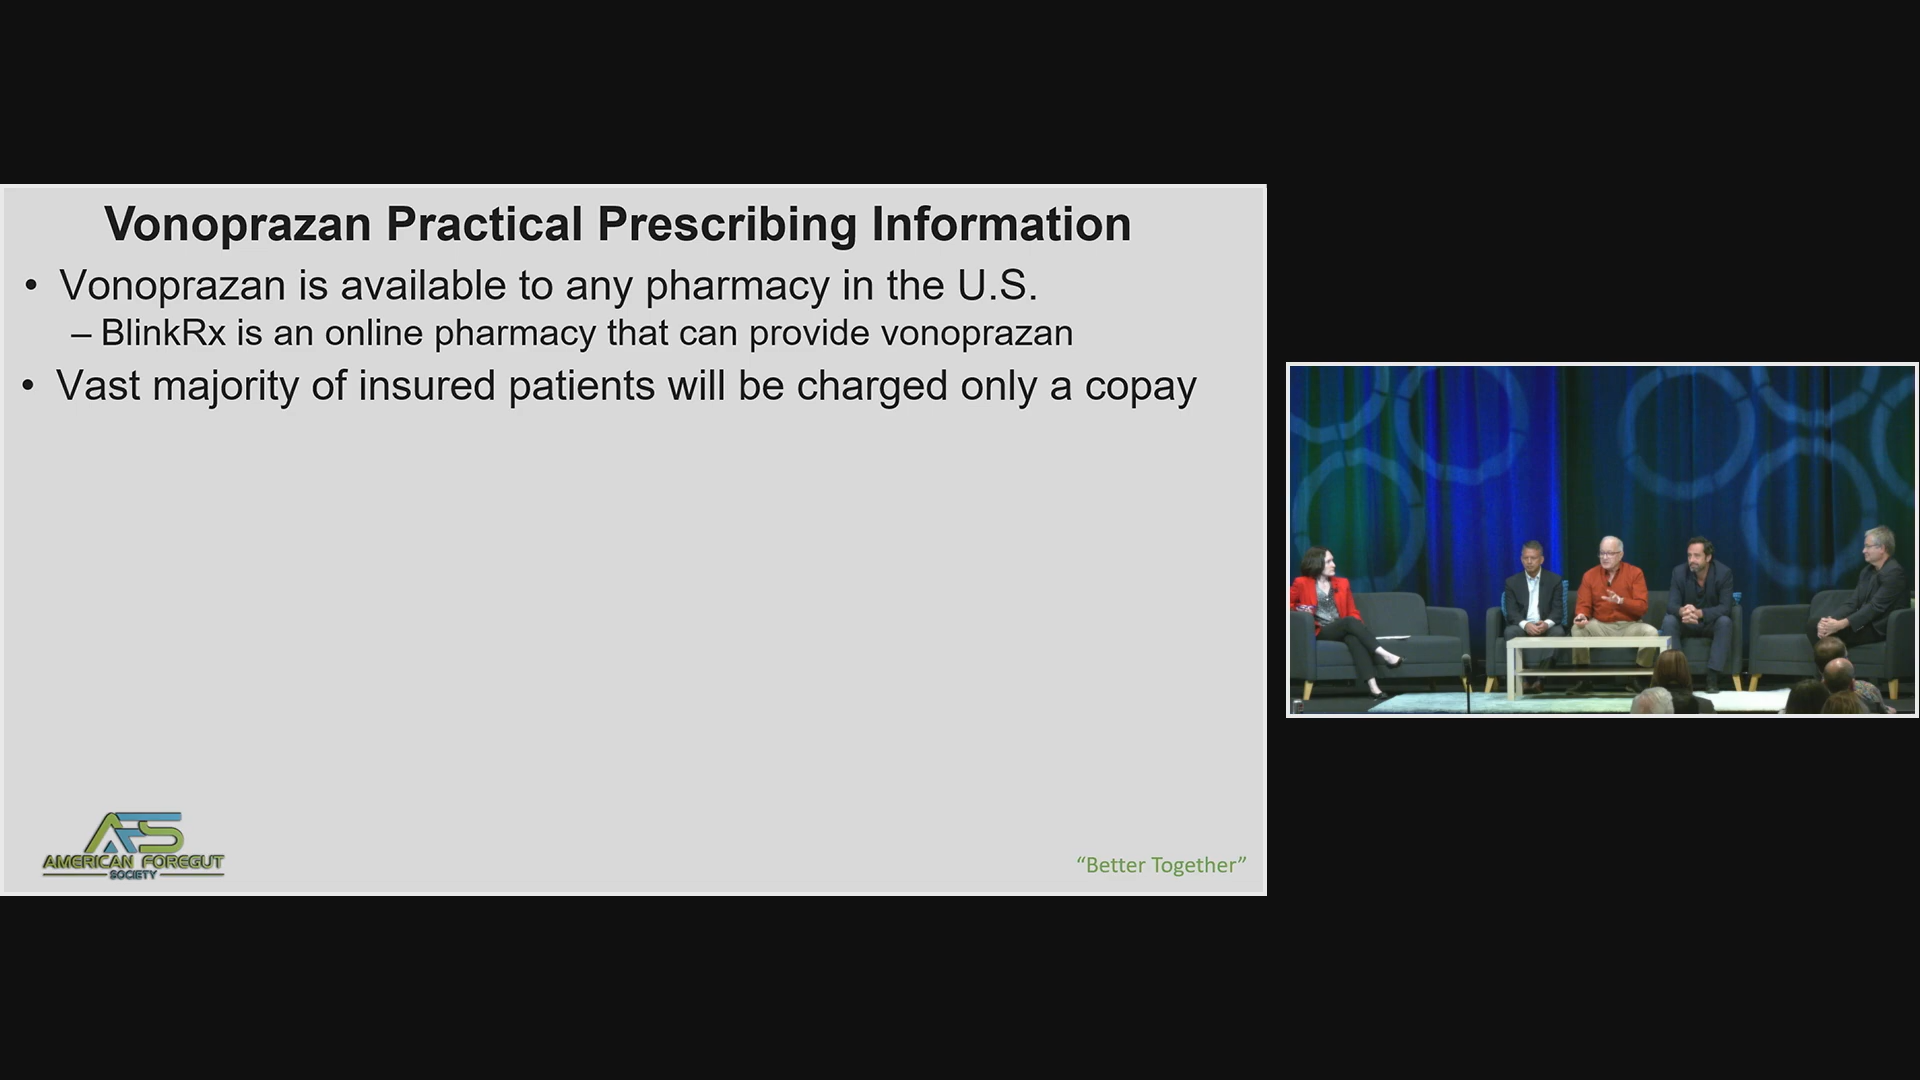 Vonoprazan Practical Prescribing Information
• Vonoprazan is available to any pharmacy in the U.S.
– BlinkRx is an online pharmacy that can provide vonoprazan
• Vast majority of insured patients will be charged only a copay
AFS
AMERICAN FOREGUT
SOCIETY
“Better Together”